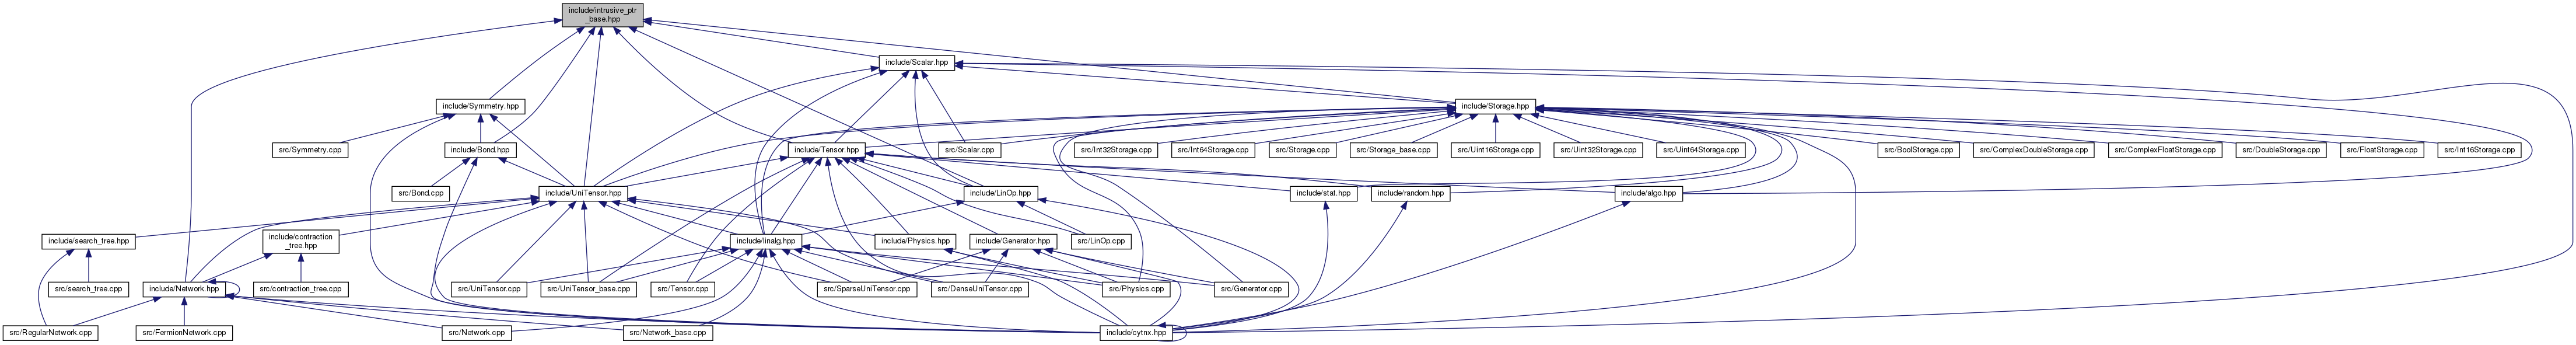 include/intrusive_ptr
_base.hpp
include/Scalar.hpp
include/Symmetry.hpp
include/Storage.hpp
src/Symmetry.cpp
include/Bond.hpp
include/Tensor.hpp
src/Scalar.cpp
src/Int32Storage.cpp
src/Int64Storage.cpp
src/Storage.cpp
src/Storage_base.cpp
src/Uint16Storage.cpp
src/Uint32Storage.cpp
src/Uint64Storage.cpp
src/BoolStorage.cpp
src/ComplexDoubleStorage.cpp
src/ComplexFloatStorage.cpp
src/DoubleStorage.cpp
src/FloatStorage.cpp
src/Int16Storage.cpp
src/Bond.cpp
include/UniTensor.hpp
include/LinOp.hpp
include/stat.hpp
include/random.hpp
include/algo.hpp
include/search_tree.hpp
include/contraction
_tree.hpp
include/linalg.hpp
include/Physics.hpp
include/Generator.hpp
src/LinOp.cpp
src/search_tree.cpp
include/Network.hpp
src/contraction_tree.cpp
src/UniTensor.cpp
src/UniTensor_base.cpp
src/Tensor.cpp
src/SparseUniTensor.cpp
src/DenseUniTensor.cpp
src/Physics.cpp
src/Generator.cpp
src/RegularNetwork.cpp
src/FermionNetwork.cpp
src/Network.cpp
src/Network_base.cpp
include/cytnx.hpp